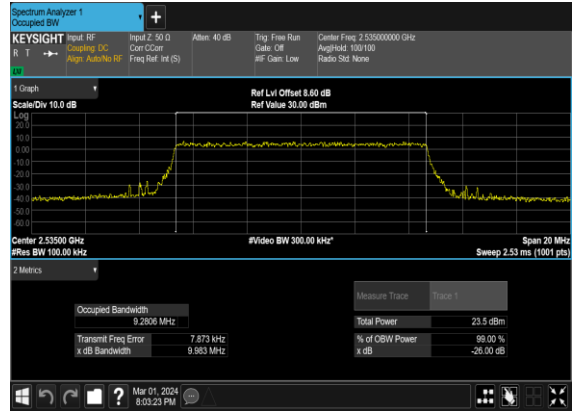 Spectrum Analyzer 1
Occupied BW
KEYSIGHT Input: RF Input Z: 50 Ω Atten: 40 dB Trig: Free Run Center Freq: 2.535000000 GHz
R T Coupling: DC Corr CCorr Gate: Off Avg|Hold: 100/100
Align: Auto/No RF Freq Ref: Int (S) #IF Gain: Low Radio Std: None
LW
1 Graph
Scale/Div 10.0 dB Ref Lvl Offset 8.60 dB
Ref Value 30.00 dBm
Log
20.0
10.0
0.00
-10.0
-20.0
-30.0
-40.0
-50.0
-60.0
Center 2.53500 GHz #Video BW 300.00 kHz* Span 20 MHz
#Res BW 100.00 kHz Sweep 2.53 ms (1001 pts)
2 Metrics
Measure Trace Trace 1
Occupied Bandwidth
9.2806 MHz
Total Power 23.5 dBm
Transmit Freq Error 7.873 kHz % of OBW Power 99.00 %
x dB Bandwidth 9.983 MHz x dB -26.00 dB
?
Mar 01, 2024
8:03:23 PM